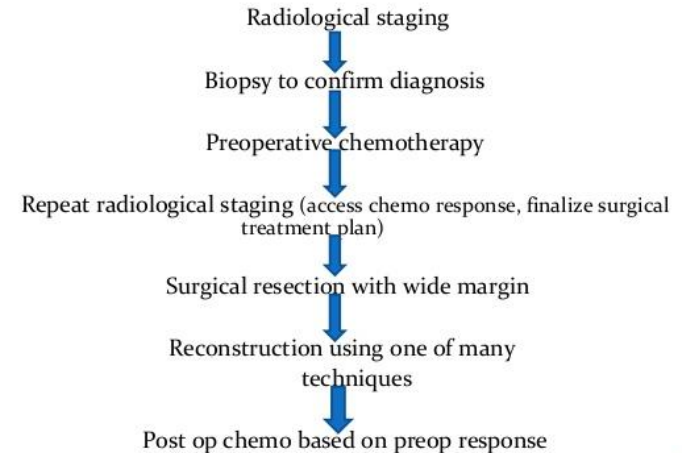 Radiological staging
Biopsy to confirm diagnosis
Preoperative chemotherapy
Repeat radiological staging (access chemo response, finalize surgical
treatment plan)
Surgical resection with wide margin
Reconstruction using one of many
techniques
Post op chemo based on preop response